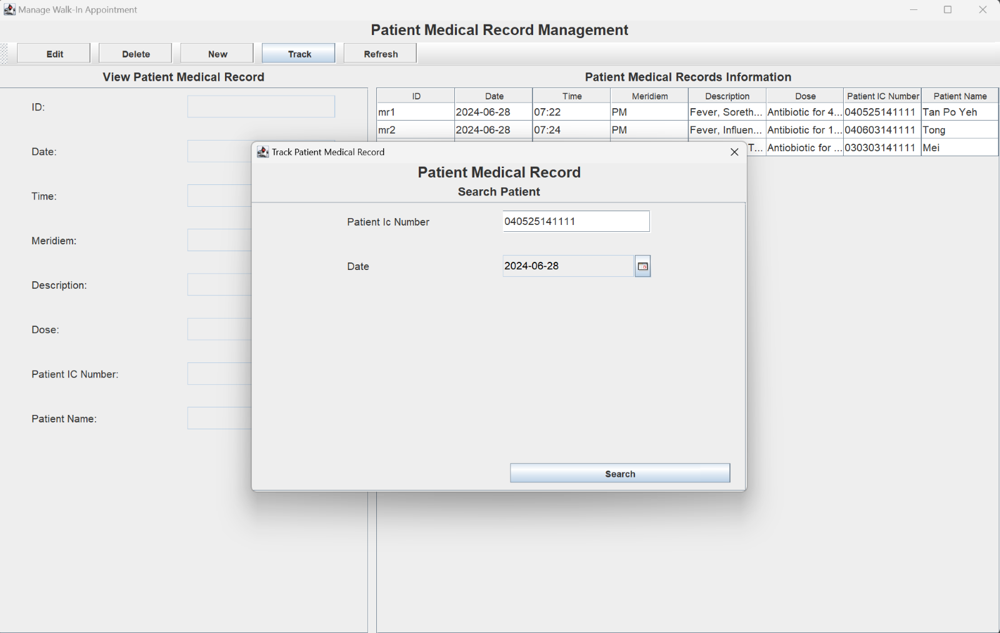 Manage Walk-In Appointment
Patient Medical Record Management
Edit Delete New Track Refresh
View Patient Medical Record
ID:
Date:
Time:
Meridiem:
Description:
Dose:
Patient IC Number:
Patient Name:
Patient Medical Records Information
ID Date Time Meridiem Description Dose Patient IC Number Patient Name
mr1 2024-06-28 07:22 PM Fever, Soreth... Antibiotic for 4... 040525141111 Tan Po Yeh
mr2 2024-06-28 07:24 PM Fever, Influen... Antibiotic for 1... 040603141111 Tong
T... Antiobiotic for ... 030303141111 Mei
Track Patient Medical Record
Patient Medical Record
Search Patient
Patient Ic Number 040525141111
Date 2024-06-28
Search